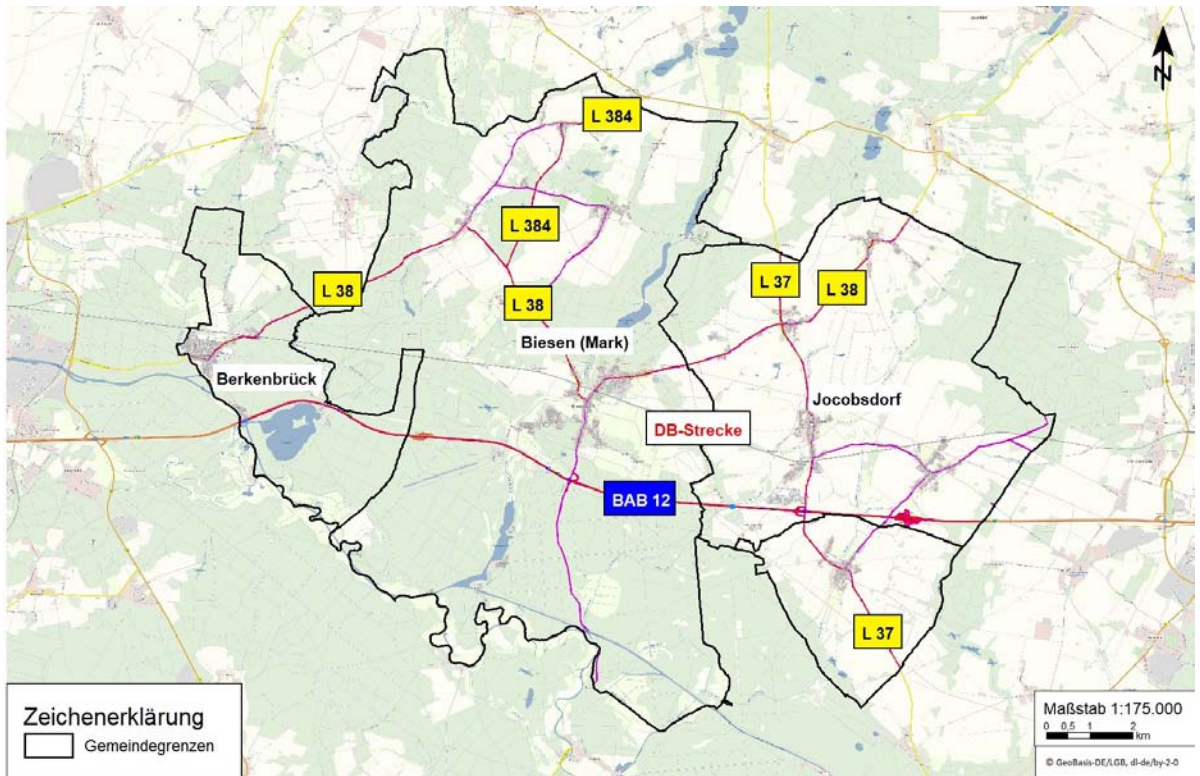 N
L 384
L 384
L 38
L 37
L 38
L 38
Biesen (Mark)
Berkenbrück
Jocobsdorf
DB-Strecke
BAB 12
L 37
Zeichenerklärung
Gemeindegrenzen
Maßstab 1:175.000
0 0,5 1 2
km
© GeoBasis-DE/LGB, dl-de/by-2-0